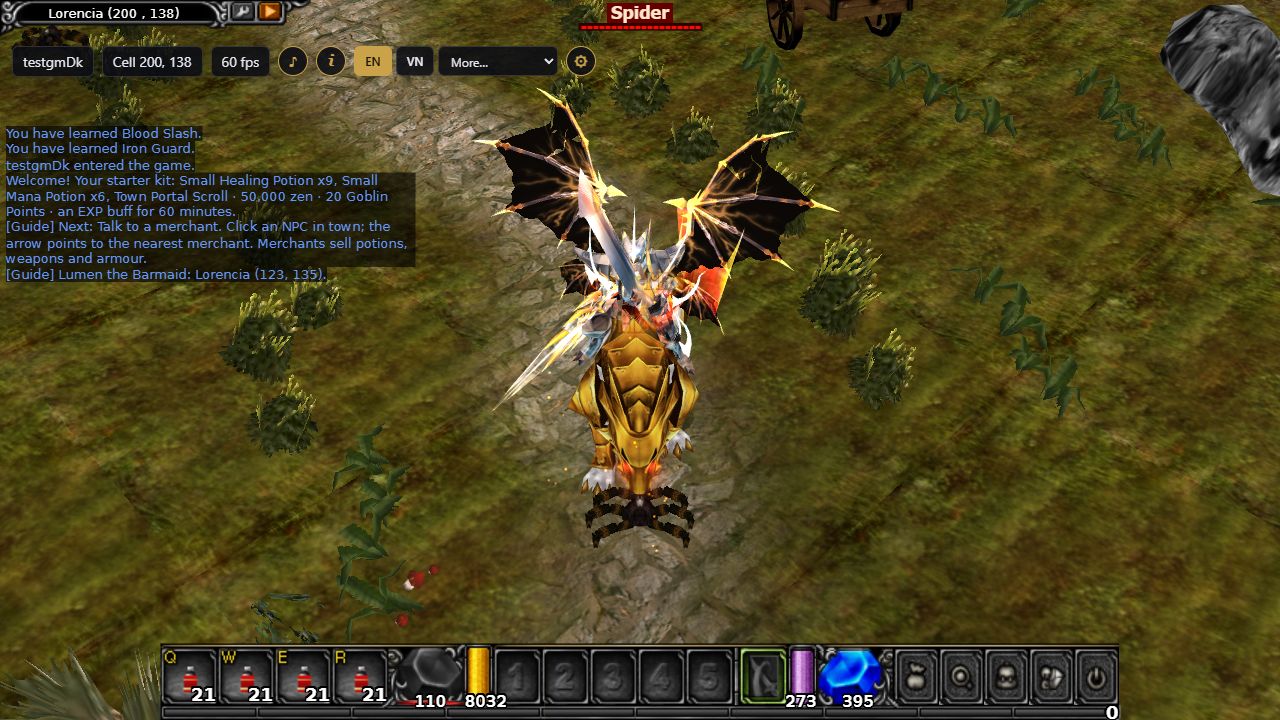 Lorencia (200 , 138)
Spider
testgmDk
Cell 200, 138
60 fps
EN
VN
More...
You have learned Blood Slash.
You have learned Iron Guard.
testgmDk entered the game.
Welcome! Your starter kit: Small Healing Potion x9, Small
Mana Potion x6, Town Portal Scroll · 50,000 zen · 20 Goblin
Points · an EXP buff for 60 minutes.
[Guide] Next: Talk to a merchant. Click an NPC in town; the
arrow points to the nearest merchant. Merchants sell potions,
weapons and armour.
[Guide] Lumen the Barmaid: Lorencia (123, 135).
Q
W
E
R
21
21
21
21
110
8032
1
2
3
4
5
273
395
0